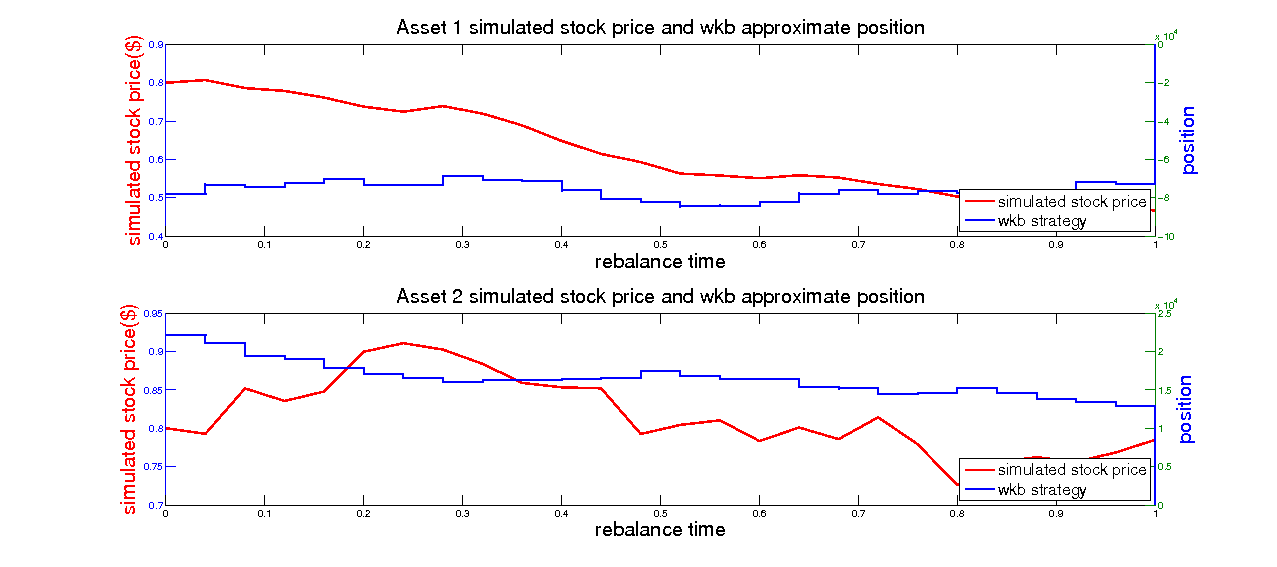 Asset 1 simulated stock price and wkb approximate position
x 10^4
simulated stock price($)
0.9
0.8
0.7
0.6
0.5
0.4
0
−2
−4
−6
−8
−10
position
simulated stock price
wkb strategy
0 0.1 0.2 0.3 0.4 0.5 0.6 0.7 0.8 0.9 1
rebalance time
Asset 2 simulated stock price and wkb approximate position
x 10^4
simulated stock price($)
0.95
0.9
0.85
0.8
0.75
0.7
2.5
2
1.5
1
0.5
0
position
simulated stock price
wkb strategy
0 0.1 0.2 0.3 0.4 0.5 0.6 0.7 0.8 0.9 1
rebalance time